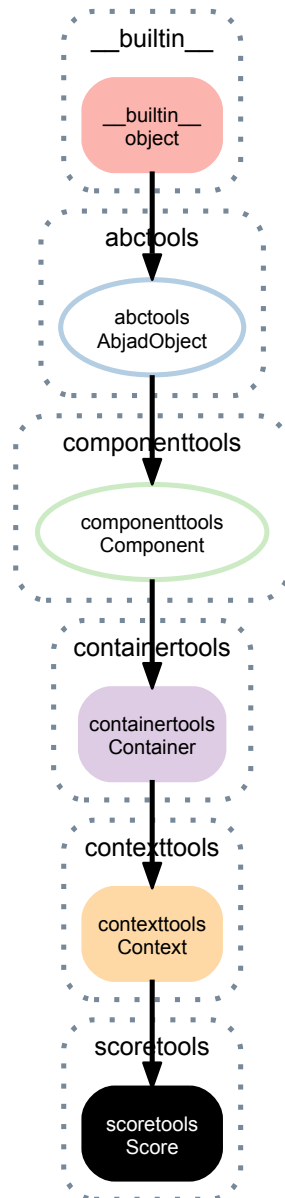 __builtin__
__builtin__
object
abctools
abctools
AbjadObject
componenttools
componenttools
Component
containertools
containertools
Container
contexttools
contexttools
Context
scoretools
scoretools
Score